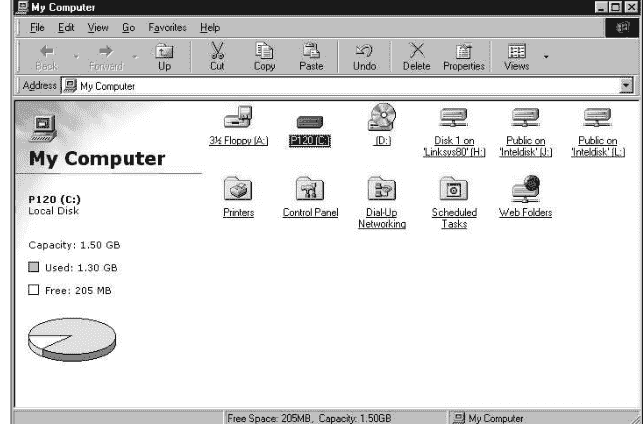 My Computer
File Edit View Go Favorites Help
Back Forward Up Cut Copy Paste Undo Delete Properties Views
Address My Computer
My Computer
P120 (C:)
Local Disk
Capacity: 1.50 GB
Used: 1.30 GB
Free: 205 MB
3½ Floppy (A:) P120 (C:) (D:) Disk 1 on 'Linksys80' (H:) Public on 'Inteldisk' (J:) Public on 'Inteldisk' (L:)
Printers Control Panel Dial-Up Networking Scheduled Tasks Web Folders
Free Space: 205MB, Capacity: 1.50GB My Computer